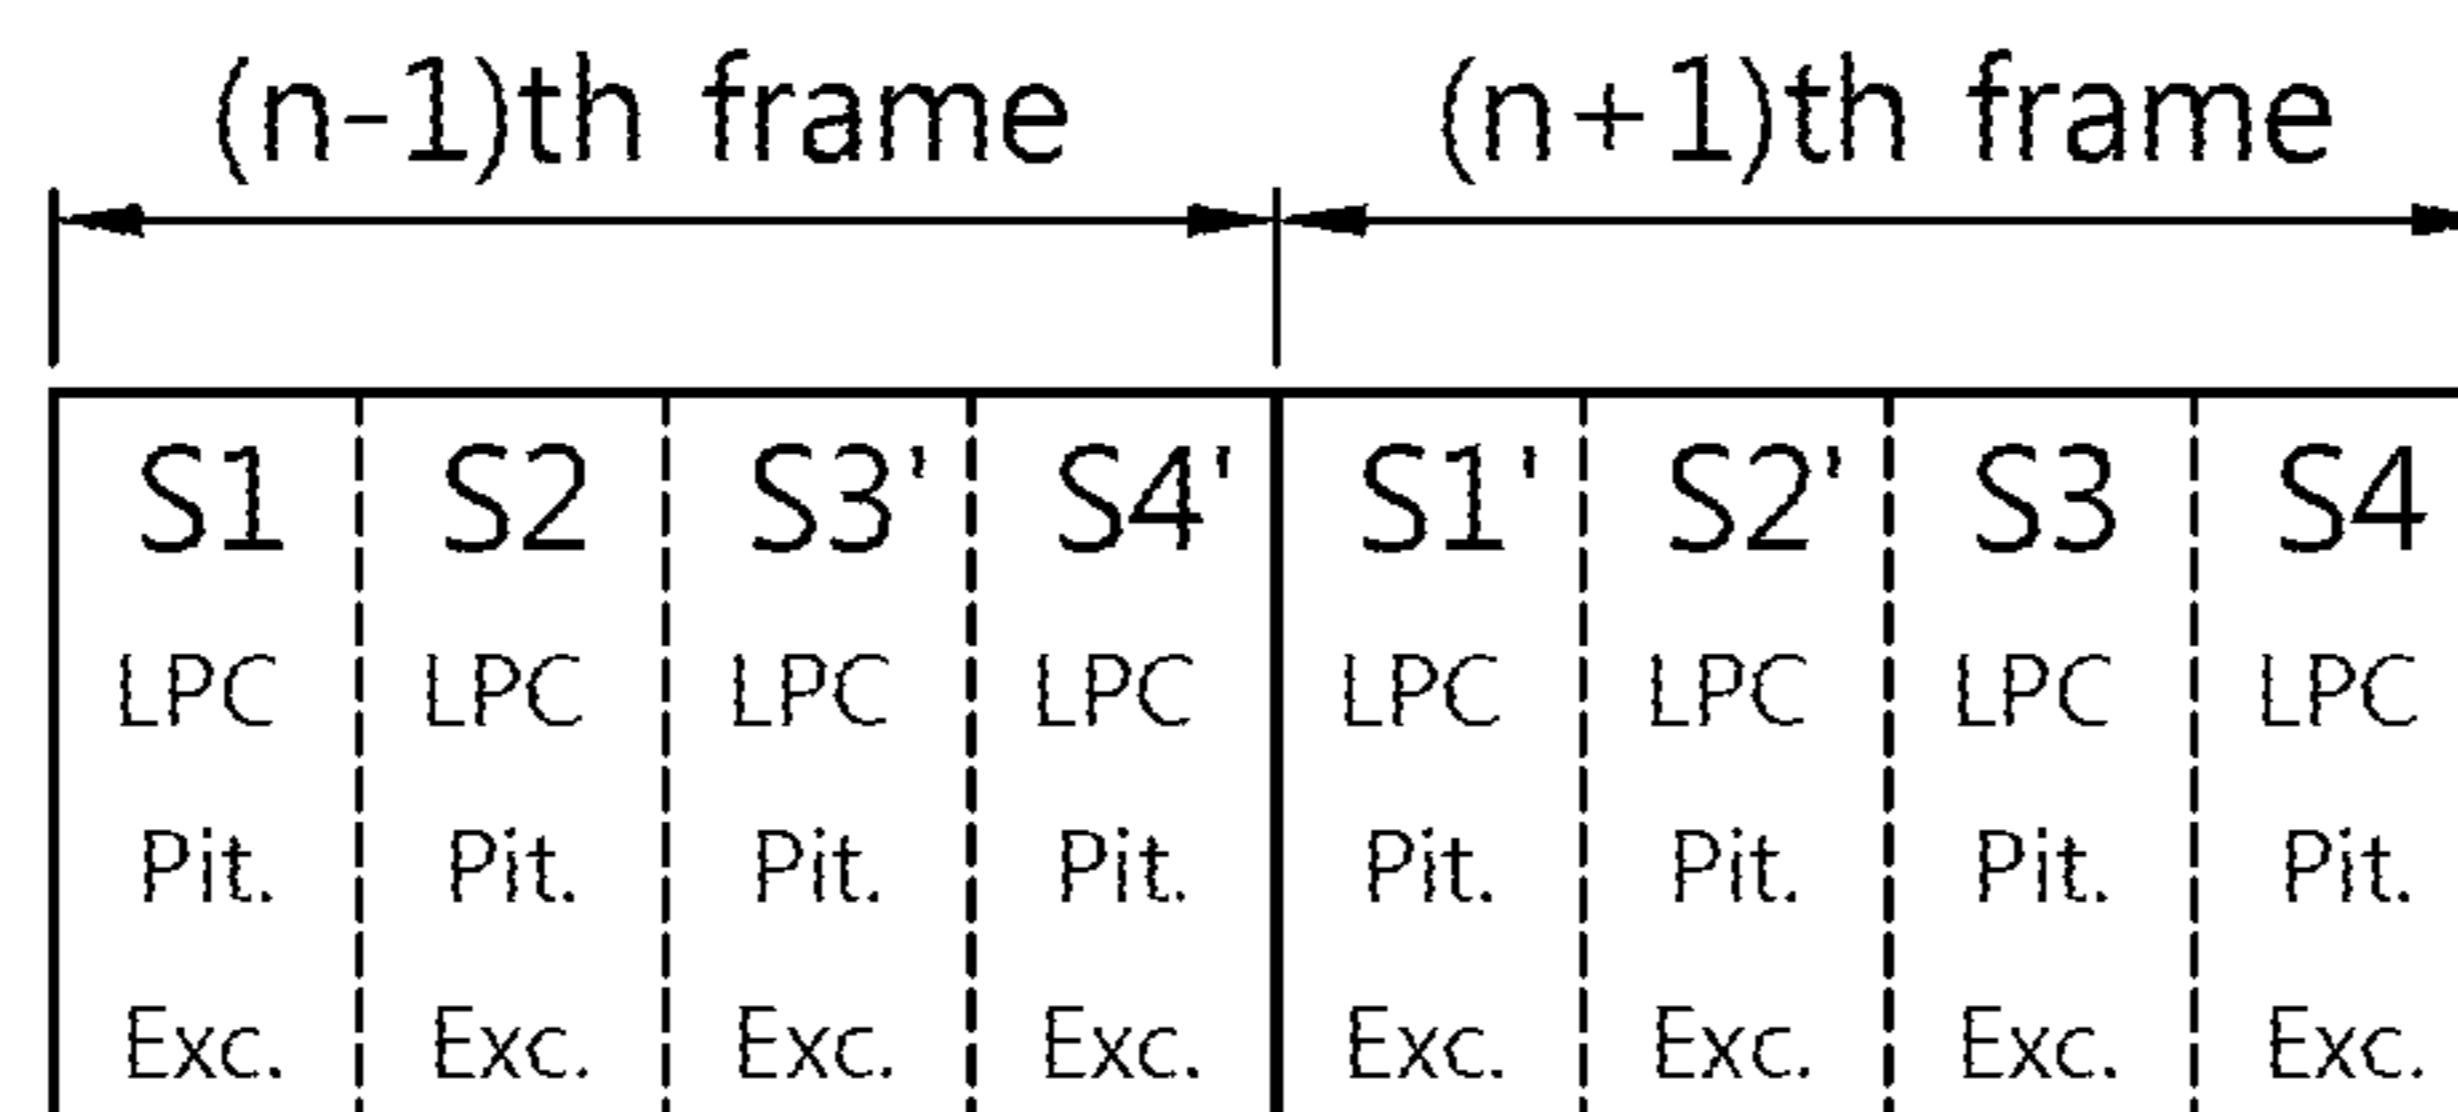 (n-1)th frame (n+1)th frame
S1 S2 S3' S4' S1' S2' S3 S4
LPC LPC LPC LPC LPC LPC LPC LPC
Pit. Pit. Pit. Pit. Pit. Pit. Pit. Pit.
Exc. Exc. Exc. Exc. Exc. Exc. Exc. Exc.